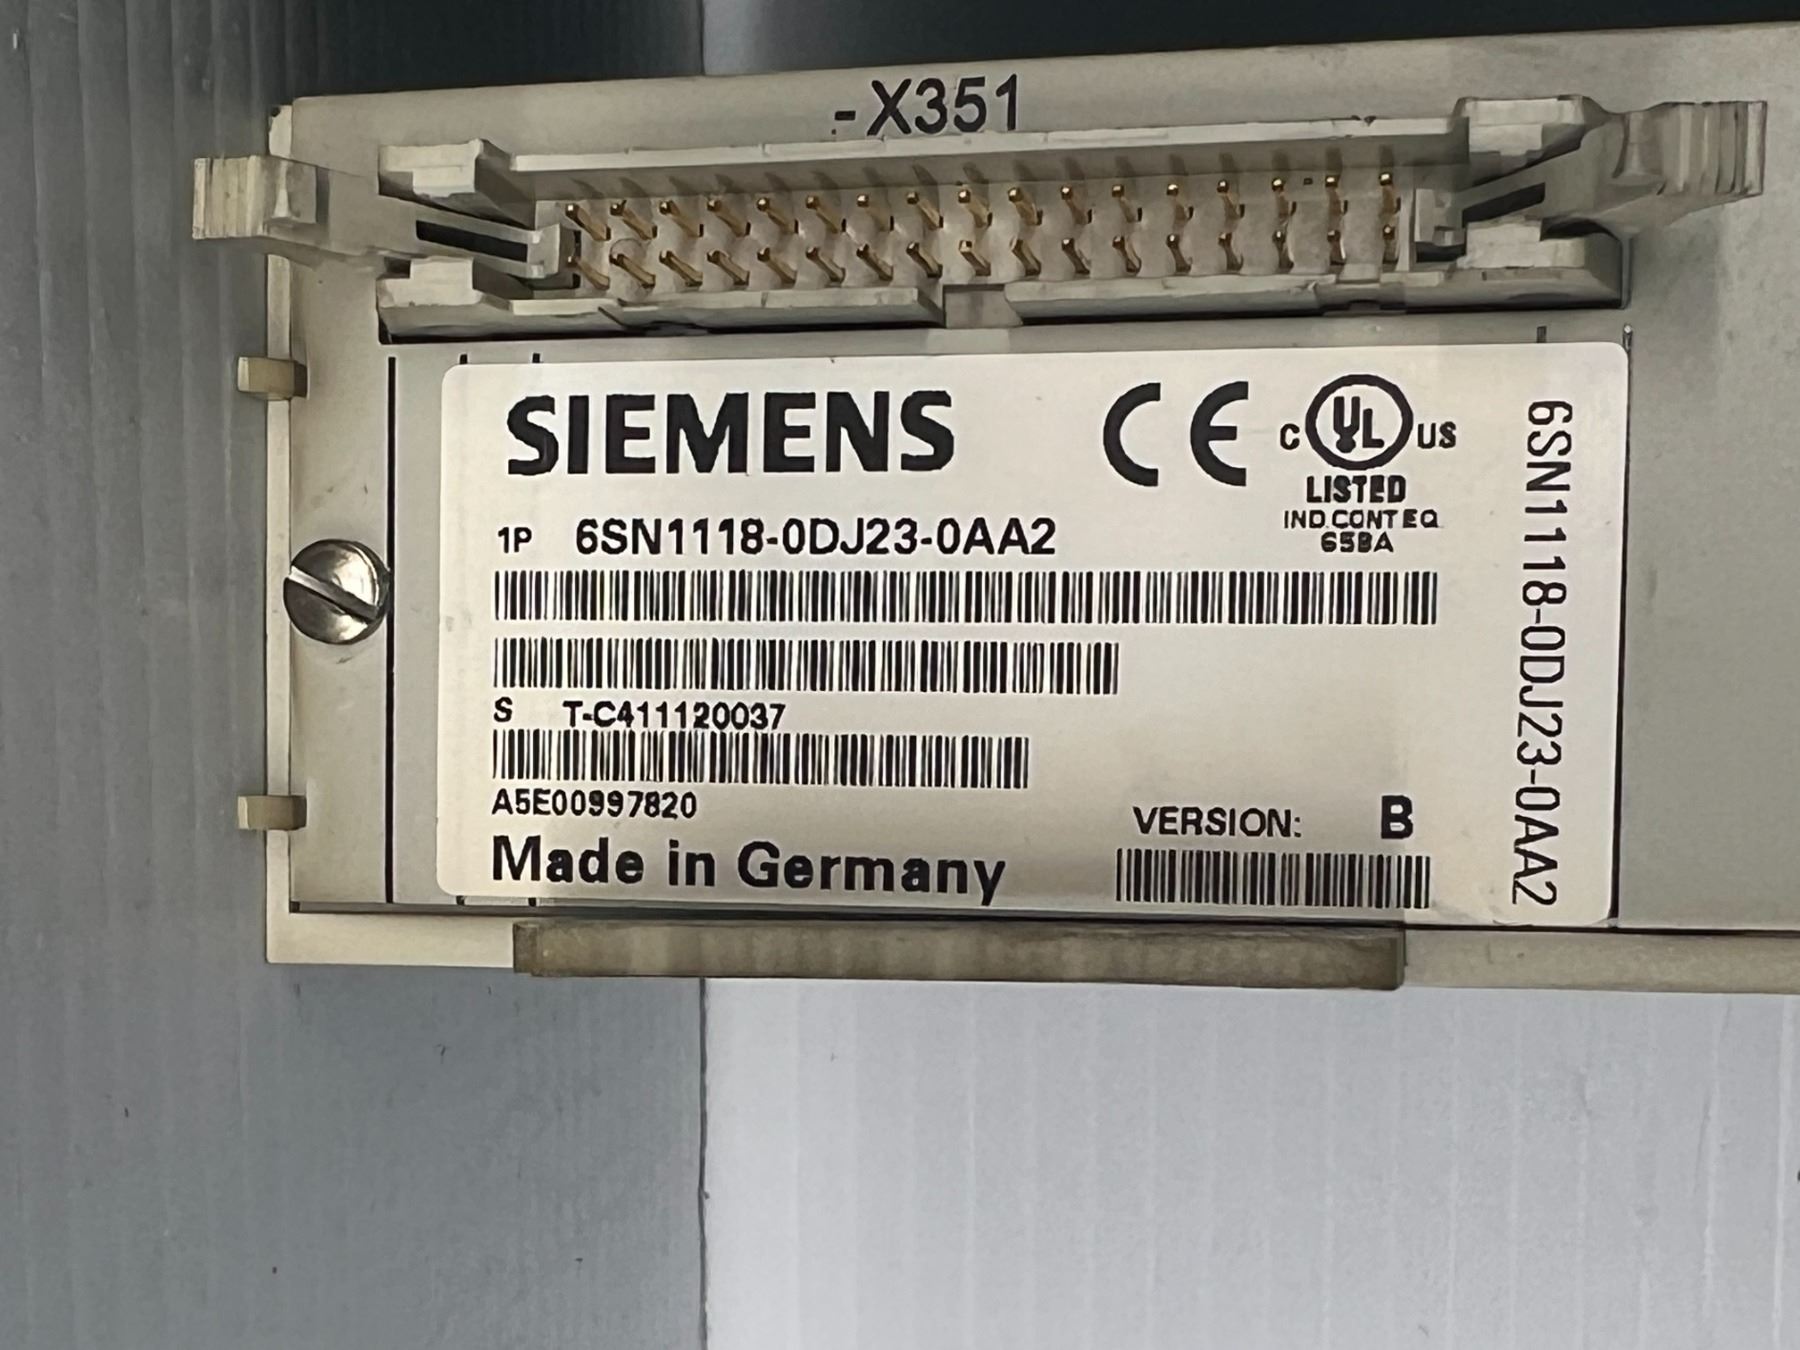 -X351
SIEMENS
CE
C UL US
LISTED
IND.CONT.EQ
65BA
1P 6SN1118-0DJ23-0AA2
S T-C411120037
A5E00997820
VERSION: B
Made in Germany
6SN1118-0DJ23-0AA2